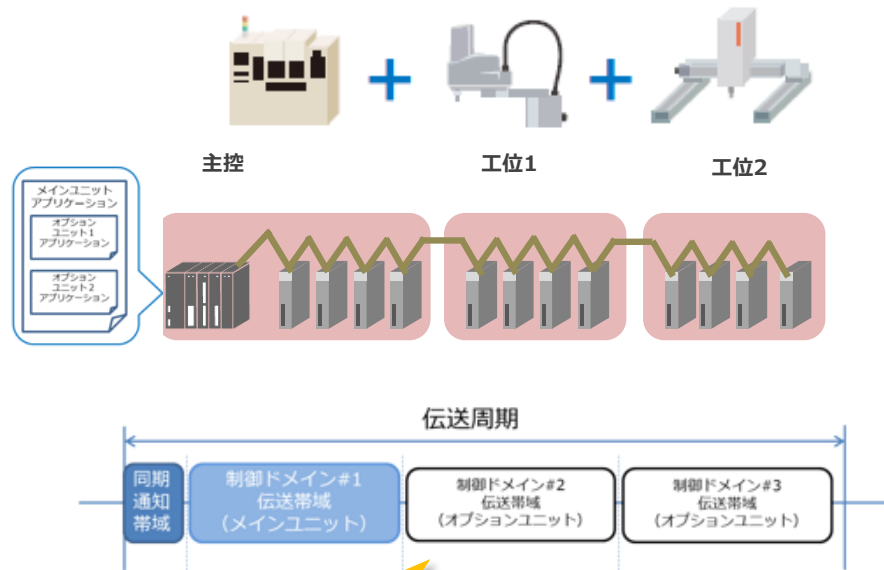 主控
工位1
工位2
メインユニット
アプリケーション
オプション
ユニット1
アプリケーション
オプション
ユニット2
アプリケーション
伝送周期
同期
通知
帯域
制御ドメイン#1
伝送帯域
（メインユニット）
制御ドメイン#2
伝送帯域
（オプションユニット）
制御ドメイン#3
伝送帯域
（オプションユニット）